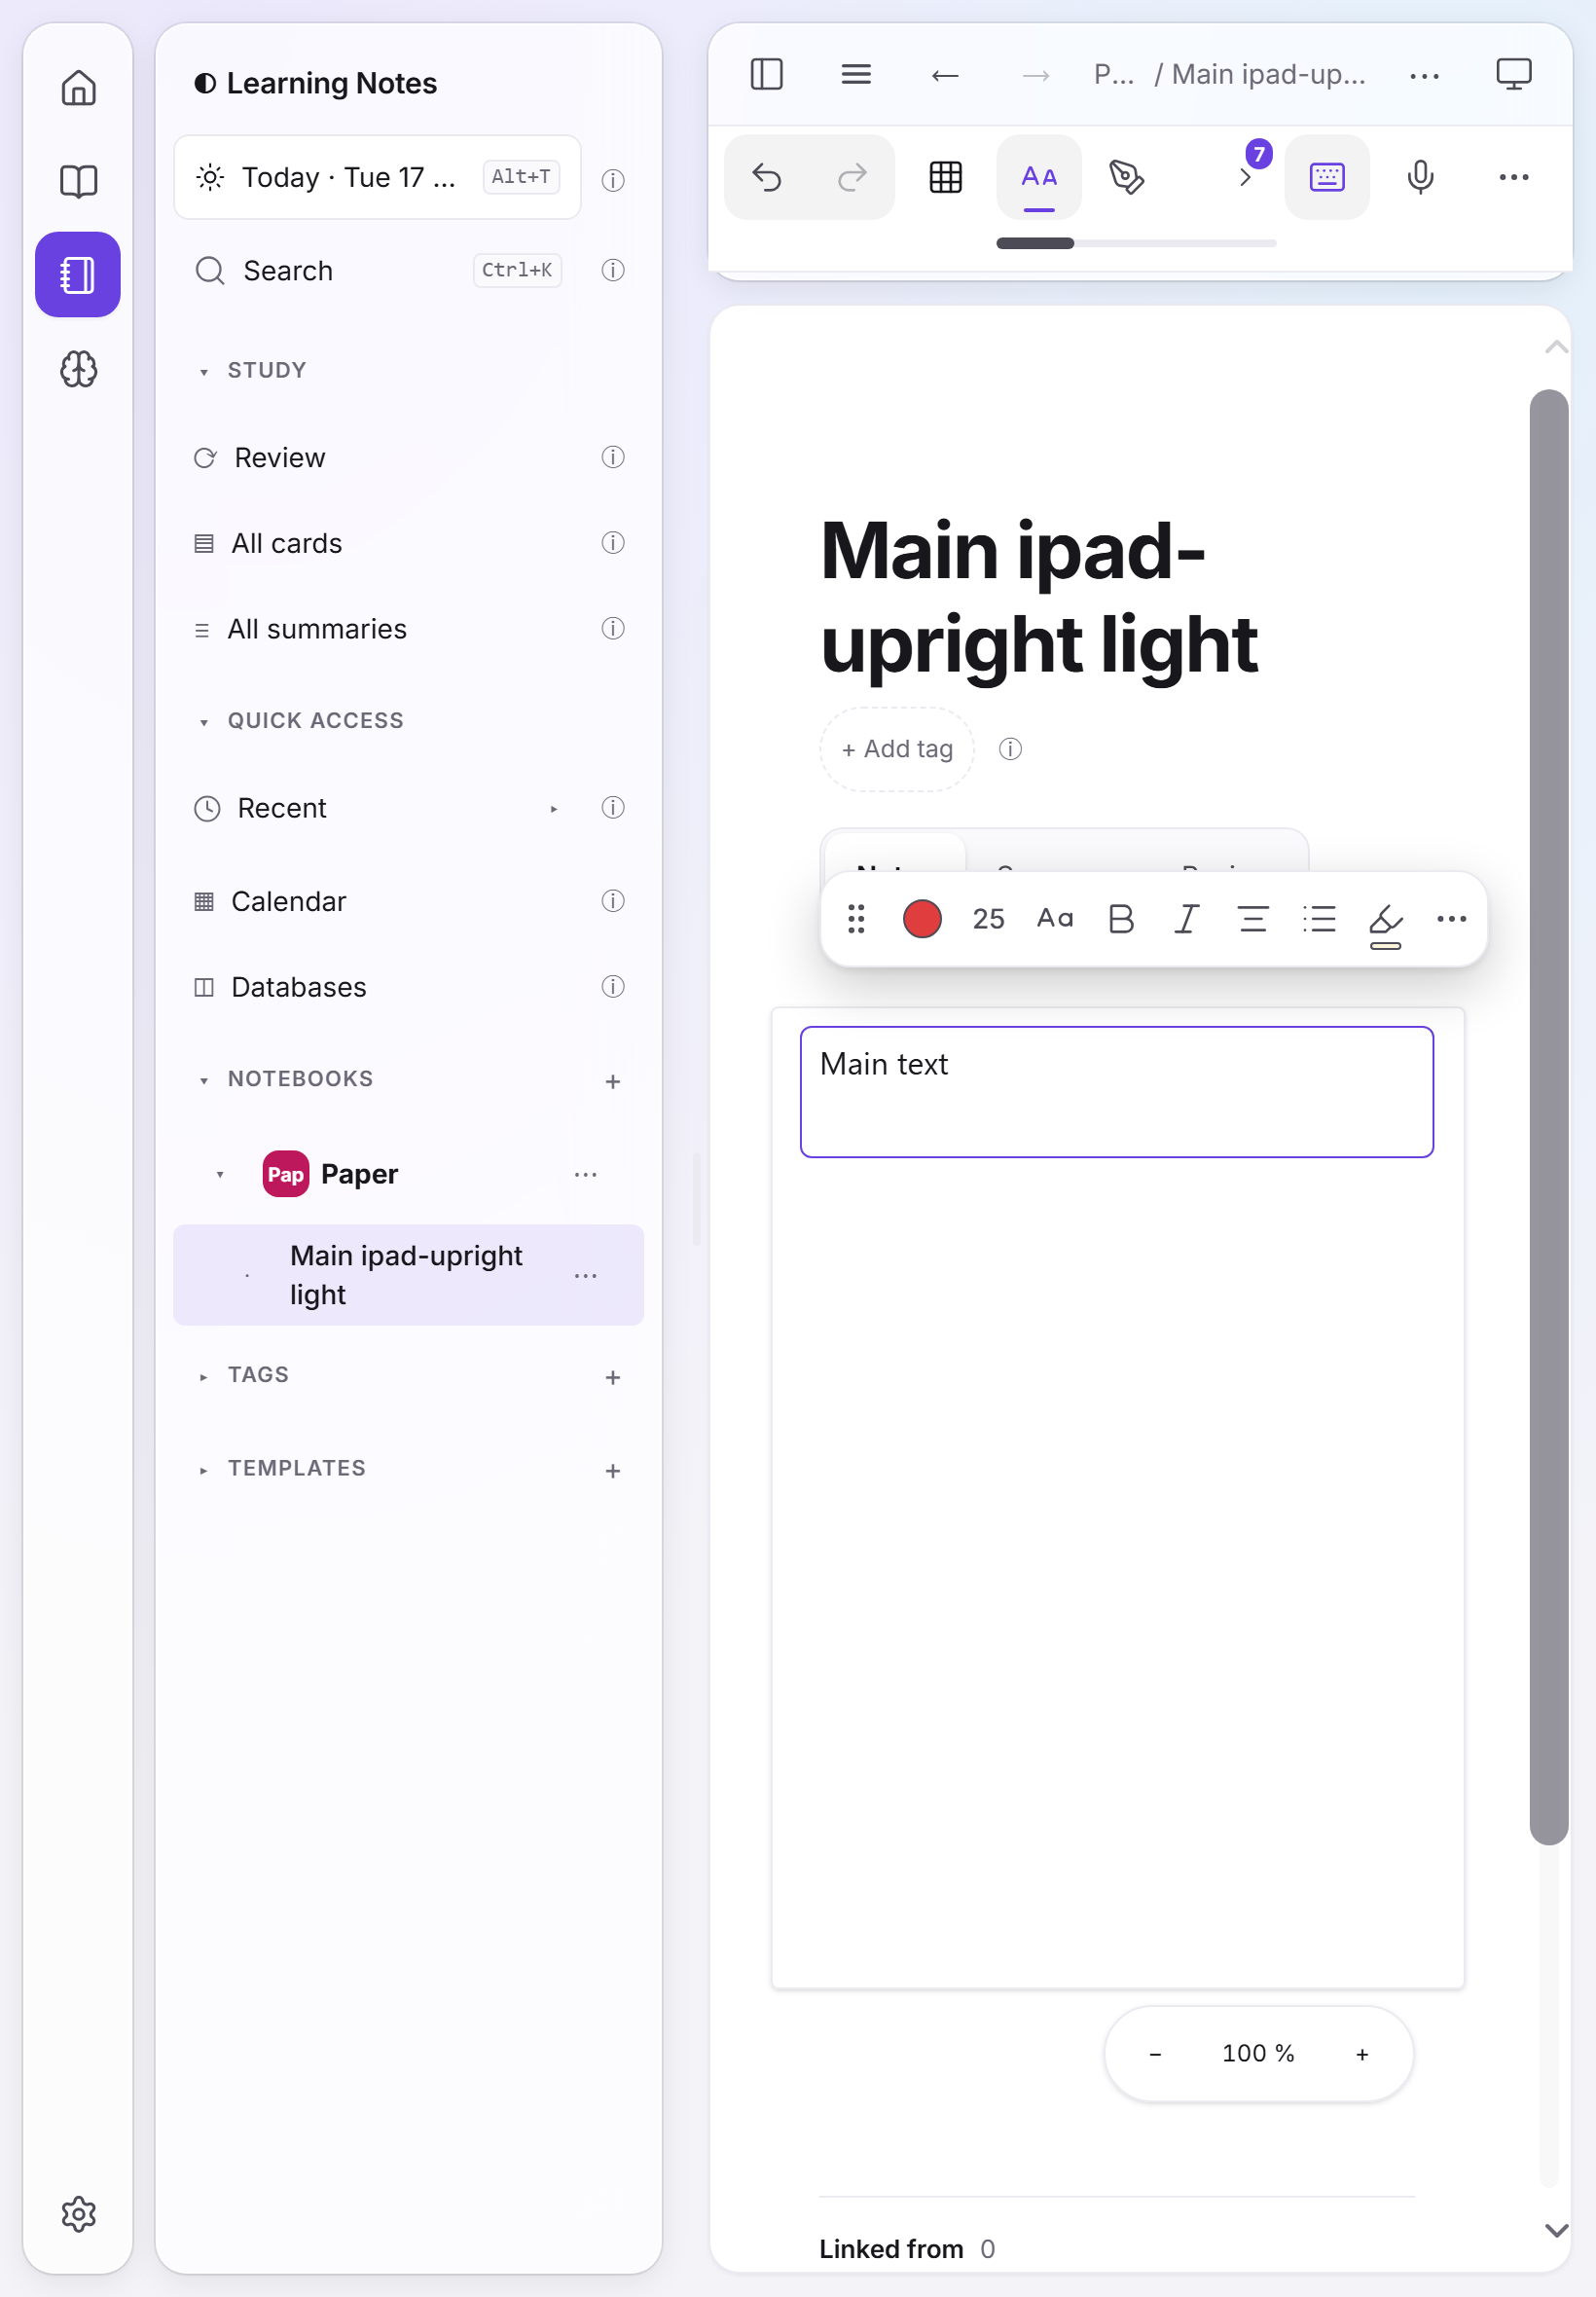 Learning Notes
Today · Tue 17 ... Alt+T
Search Ctrl+K
STUDY
Review
All cards
All summaries
QUICK ACCESS
Recent
Calendar
Databases
NOTEBOOKS +
Pap Paper ...
Main ipad-upright
light
TAGS +
TEMPLATES +
P... / Main ipad-up... ...
AA 7
Main ipad-
upright light
+ Add tag
25 Aa B I
Main text
− 100 % +
Linked from 0